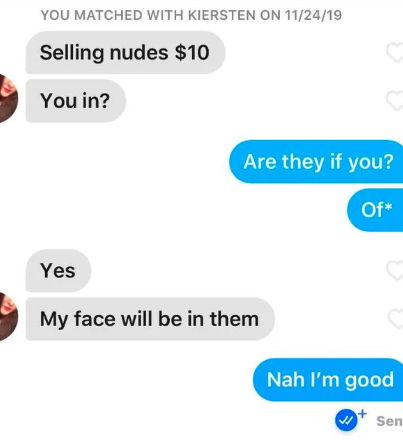 YOU MATCHED WITH KIERSTEN ON 11/24/19
Selling nudes $10
You in?
Are they if you?
Of*
Yes
My face will be in them
Nah I'm good
Sen